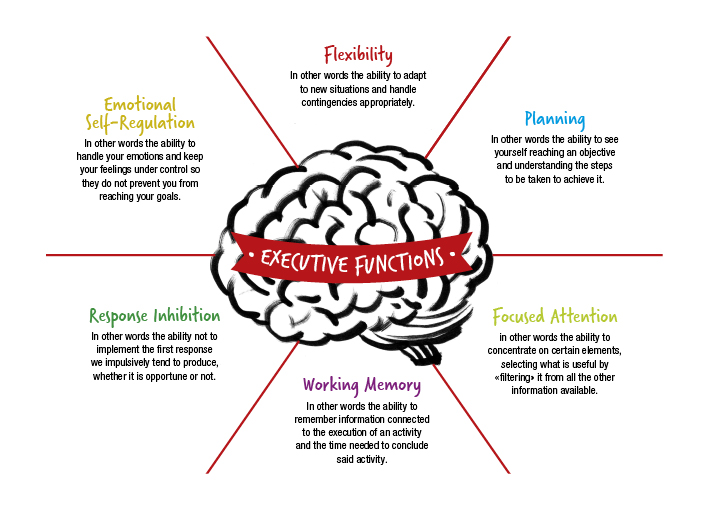 Flexibility
In other words the ability to adapt
to new situations and handle
contingencies appropriately.
Emotional
Self-Regulation
In other words the ability to
handle your emotions and keep
your feelings under control so
they do not prevent you from
reaching your goals.
Planning
In other words the ability to see
yourself reaching an objective
and understanding the steps
to be taken to achieve it.
• EXECUTIVE FUNCTIONS •
Response Inhibition
In other words the ability not to
implement the first response
we impulsively tend to produce,
whether it is opportune or not.
Focused Attention
in other words the ability to
concentrate on certain elements,
selecting what is useful by
«filtering» it from all the other
information available.
Working Memory
In other words the ability to
remember information connected
to the execution of an activity
and the time needed to conclude
said activity.